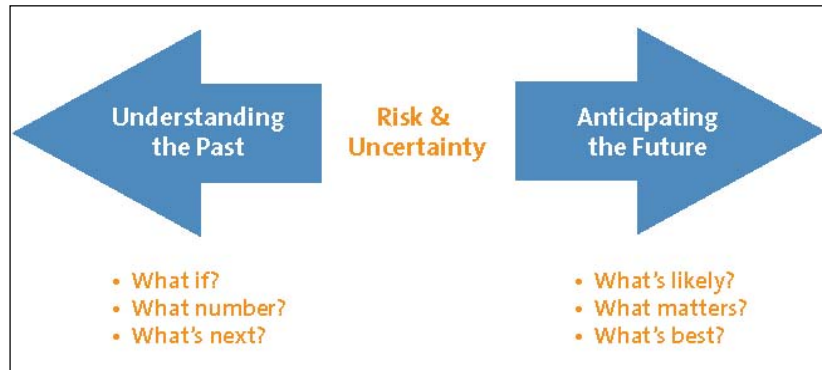 Understanding
the Past
Risk &
Uncertainty
Anticipating
the Future
• What if?
• What number?
• What's next?
• What's likely?
• What matters?
• What's best?